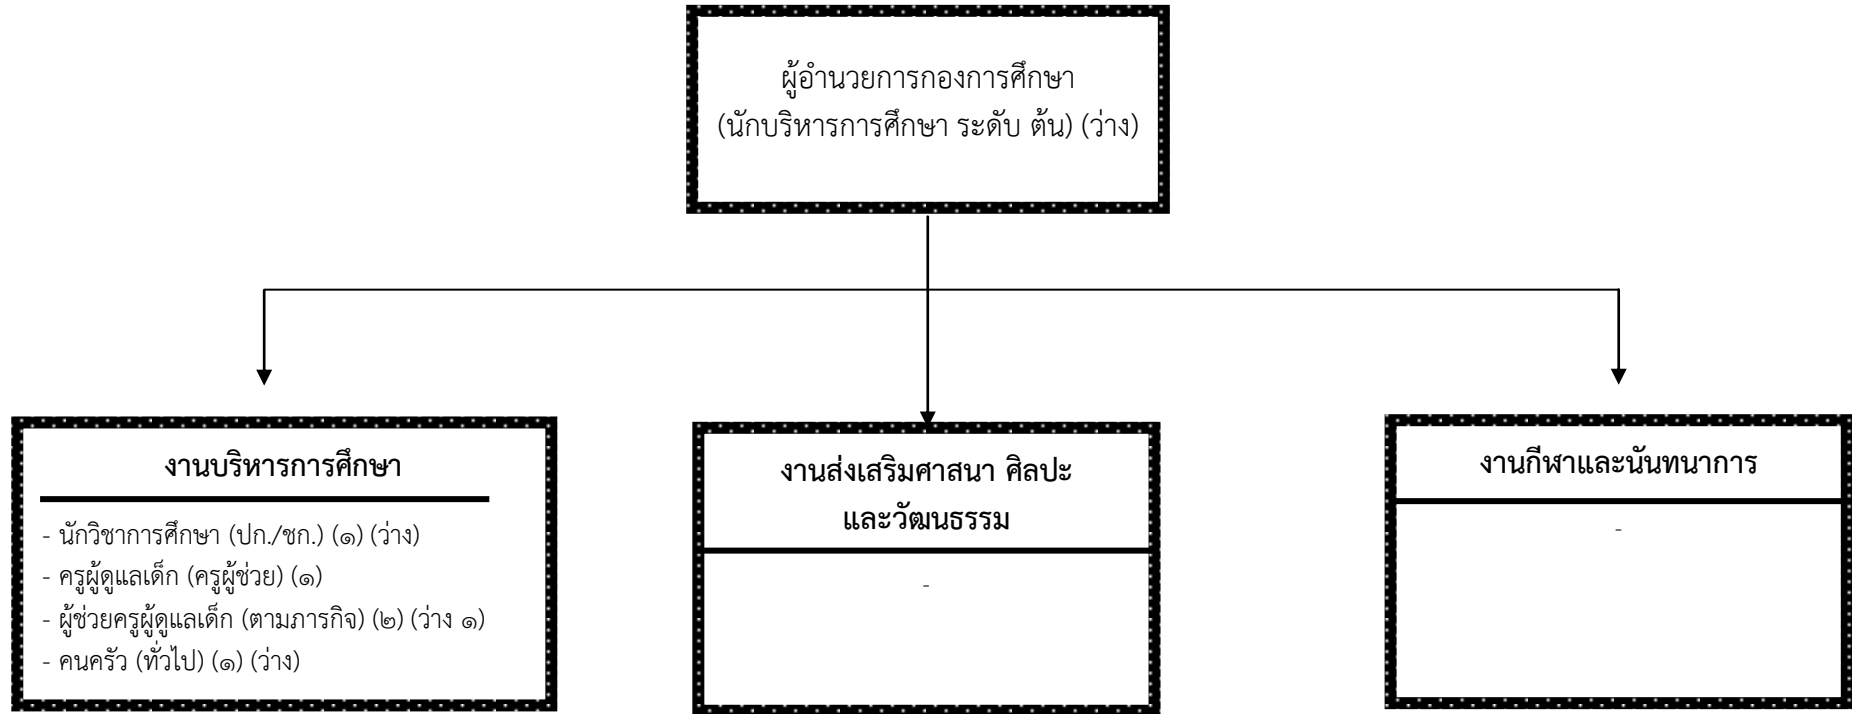 ผู้อำนวยการกองการศึกษา
(นักบริหารการศึกษา ระดับ ต้น) (ว่าง)
งานบริหารการศึกษา
- นักวิชาการศึกษา (ปก./ชก.) (๑) (ว่าง)
- ครูผู้ดูแลเด็ก (ครูผู้ช่วย) (๑)
- ผู้ช่วยครูผู้ดูแลเด็ก (ตามภารกิจ) (๒) (ว่าง ๑)
- คนครัว (ทั่วไป) (๑) (ว่าง)
งานส่งเสริมศาสนา ศิลปะ
และวัฒนธรรม
-
งานกีฬาและนันทนาการ
-